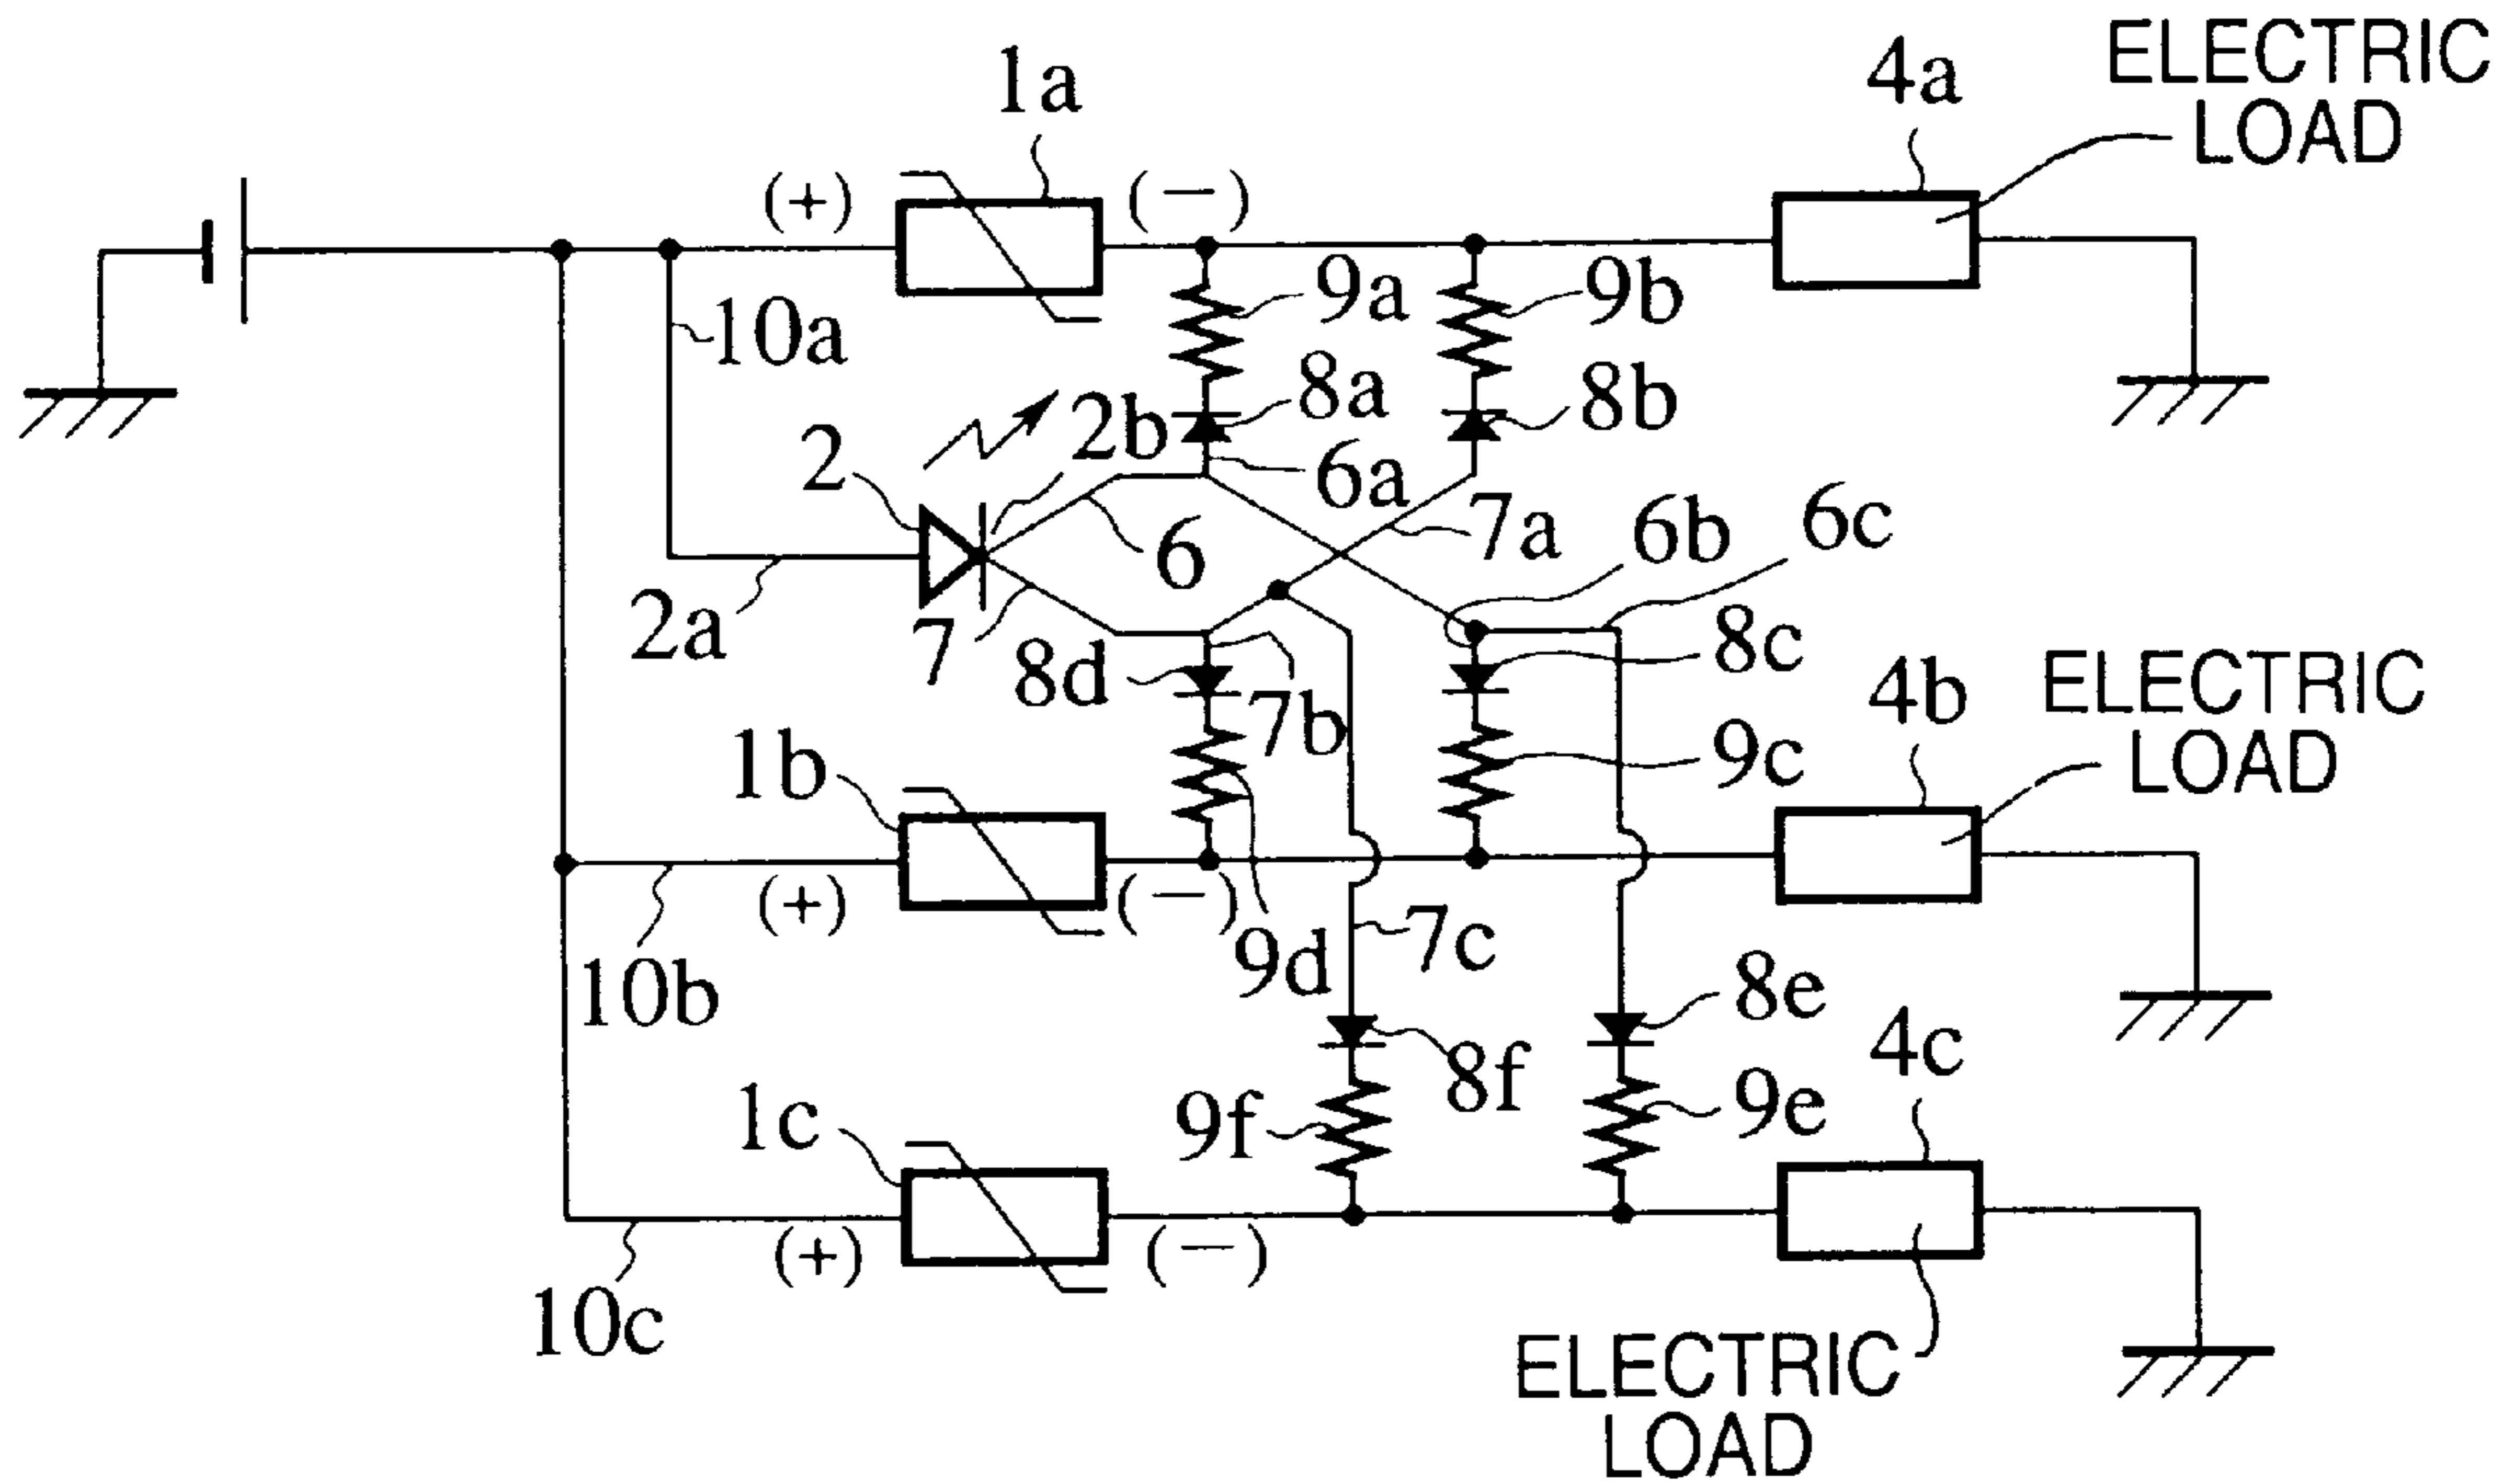 1a
4a
ELECTRIC
LOAD
(+)
(—)
9a
9b
10a
8a
8b
2b
2
6a
7a
6b
6c
6
2a
7
8d
8c
4b
ELECTRIC
LOAD
7b
1b
9c
(+)
(—)
9d
7c
10b
8e
4c
8f
1c
9f
9e
(+)
(—)
10c
ELECTRIC
LOAD